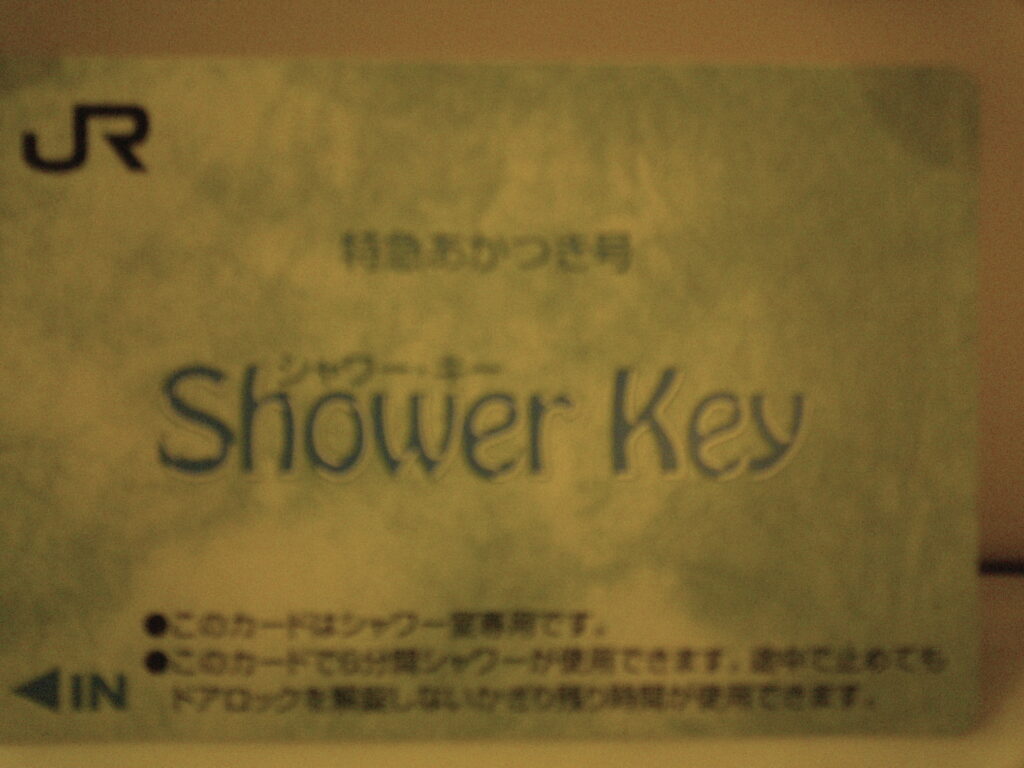 JR
特急あかつき号
シャワー・キー
Shower Key
●このカードはシャワー室専用です。
●このカードで6分間シャワーが使用できます。途中で止めても
ドアロックを解錠しないかぎり残り時間が使用できます。
◀IN